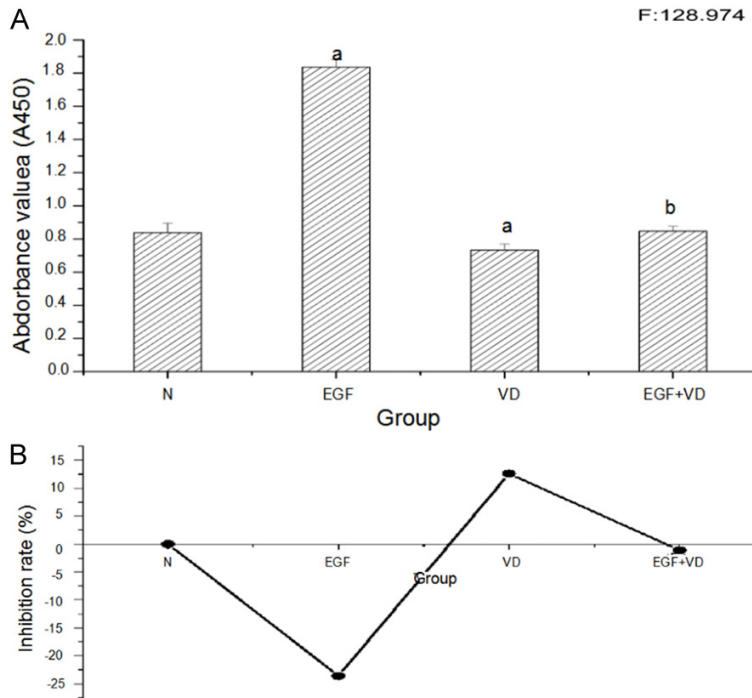 A
F:128.974
Abdorbance valuea (A450)
2.0
1.8
1.6
1.4
1.2
1.0
0.8
0.6
0.4
0.2
0.0
a
a
b
N EGF VD EGF+VD
Group
B
Inhibition rate (%)
15
10
5
0
-5
-10
-15
-20
-25
N EGF VD EGF+VD
Group